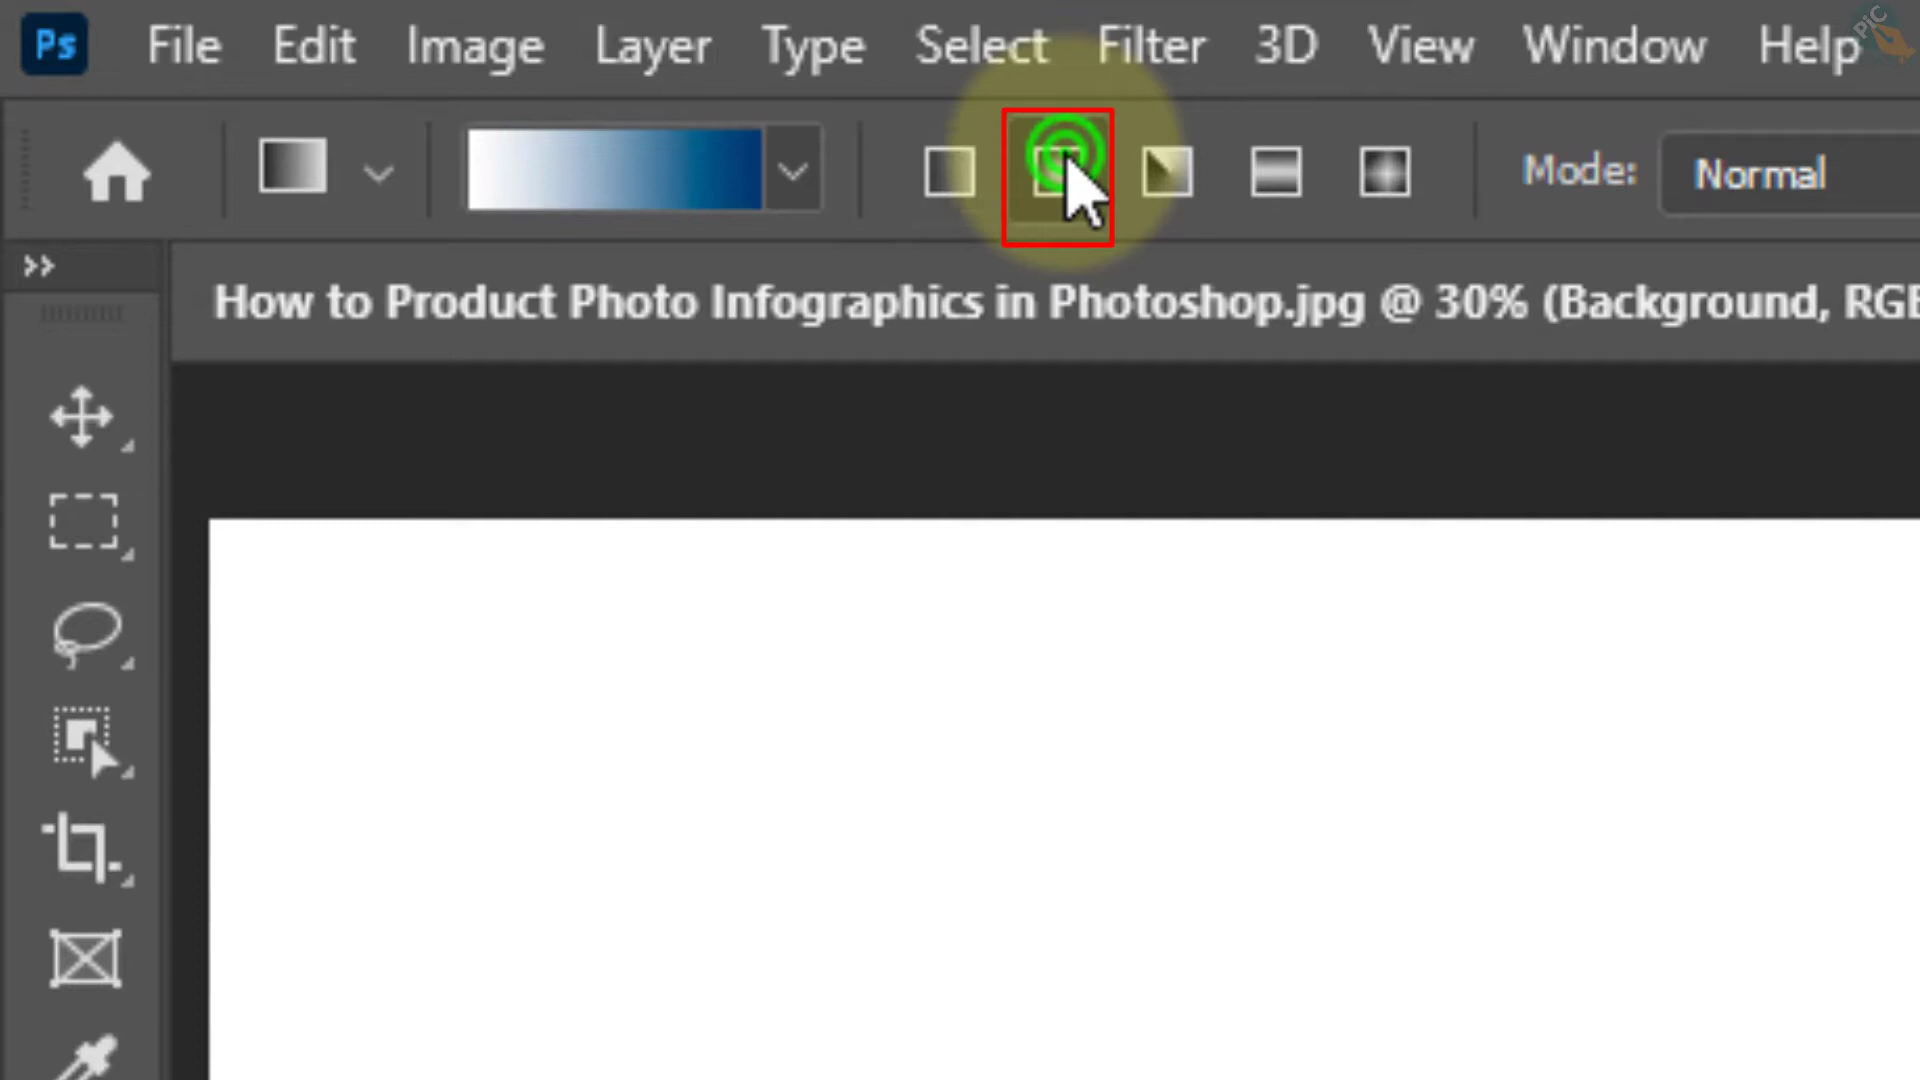 Ps File Edit Image Layer Type Select Filter 3D View Window Help
PiC
Mode: Normal
How to Product Photo Infographics in Photoshop.jpg @ 30% (Background, RGB